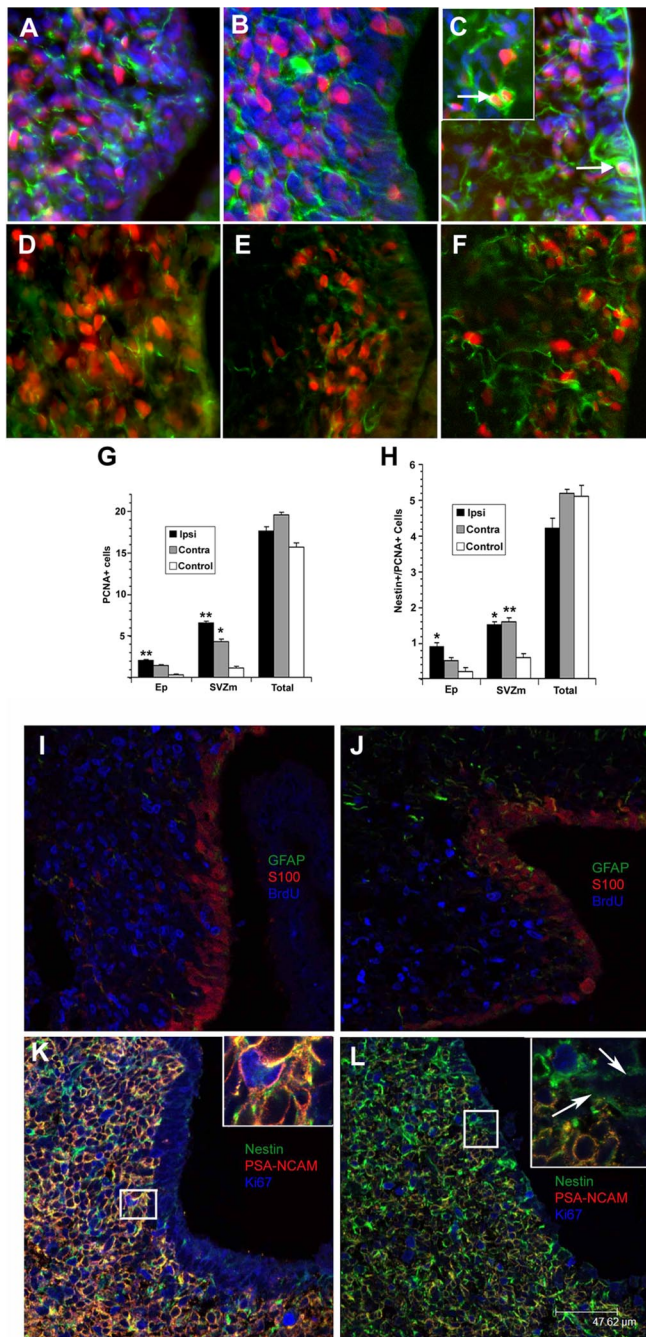 A
B
C
D
E
F
G
PCNA+ cells
20
15
10
5
Ipsi
Contra
Control
**
**
*
Ep
SVZm
Total
H
Nestin+/PCNA+ Cells
6
5
4
3
2
1
0
Ipsi
Contra
Control
*
*
**
Ep
SVZm
Total
I
GFAP
S100
BrdU
J
GFAP
S100
BrdU
K
Nestin
PSA-NCAM
Ki67
L
Nestin
PSA-NCAM
Ki67
47.62 µm